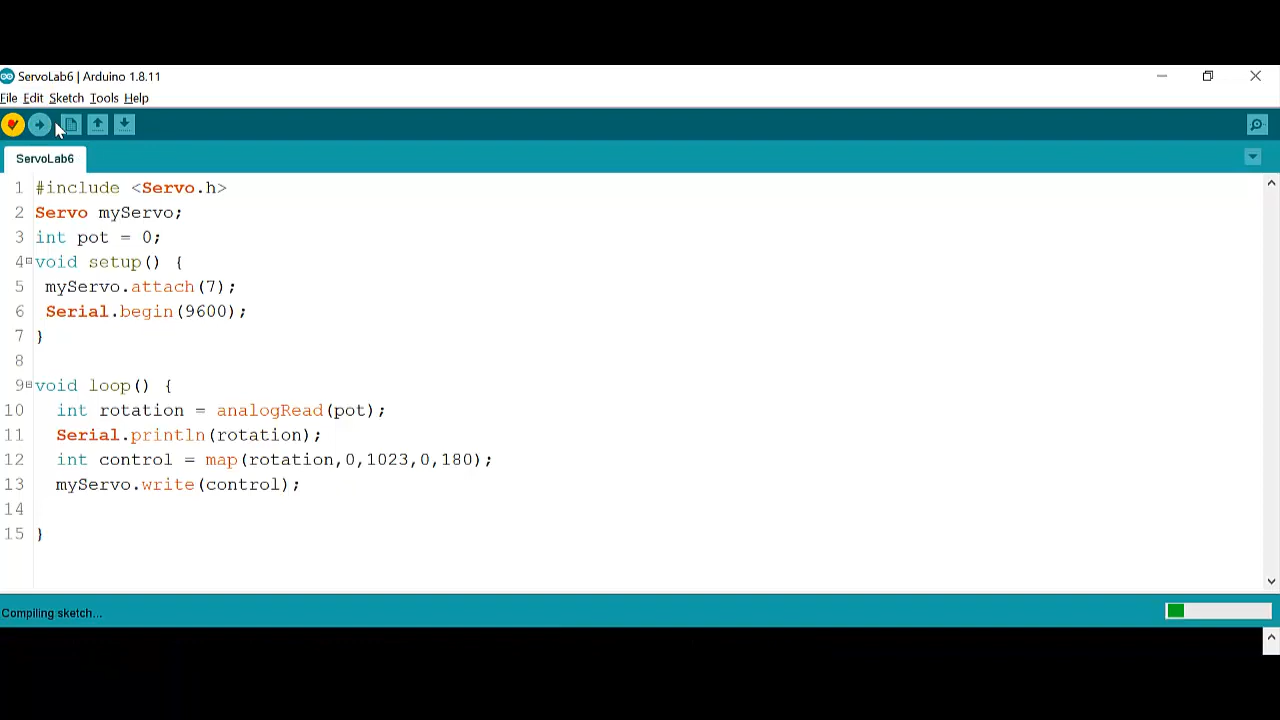 ServoLab6 | Arduino 1.8.11
File Edit Sketch Tools Help
ServoLab6
1 #include <Servo.h>
2 Servo myServo;
3 int pot = 0;
4 void setup() {
5 myServo.attach(7);
6 Serial.begin(9600);
7 }
8
9 void loop() {
10 int rotation = analogRead(pot);
11 Serial.println(rotation);
12 int control = map(rotation,0,1023,0,180);
13 myServo.write(control);
14
15 }
Compiling sketch...